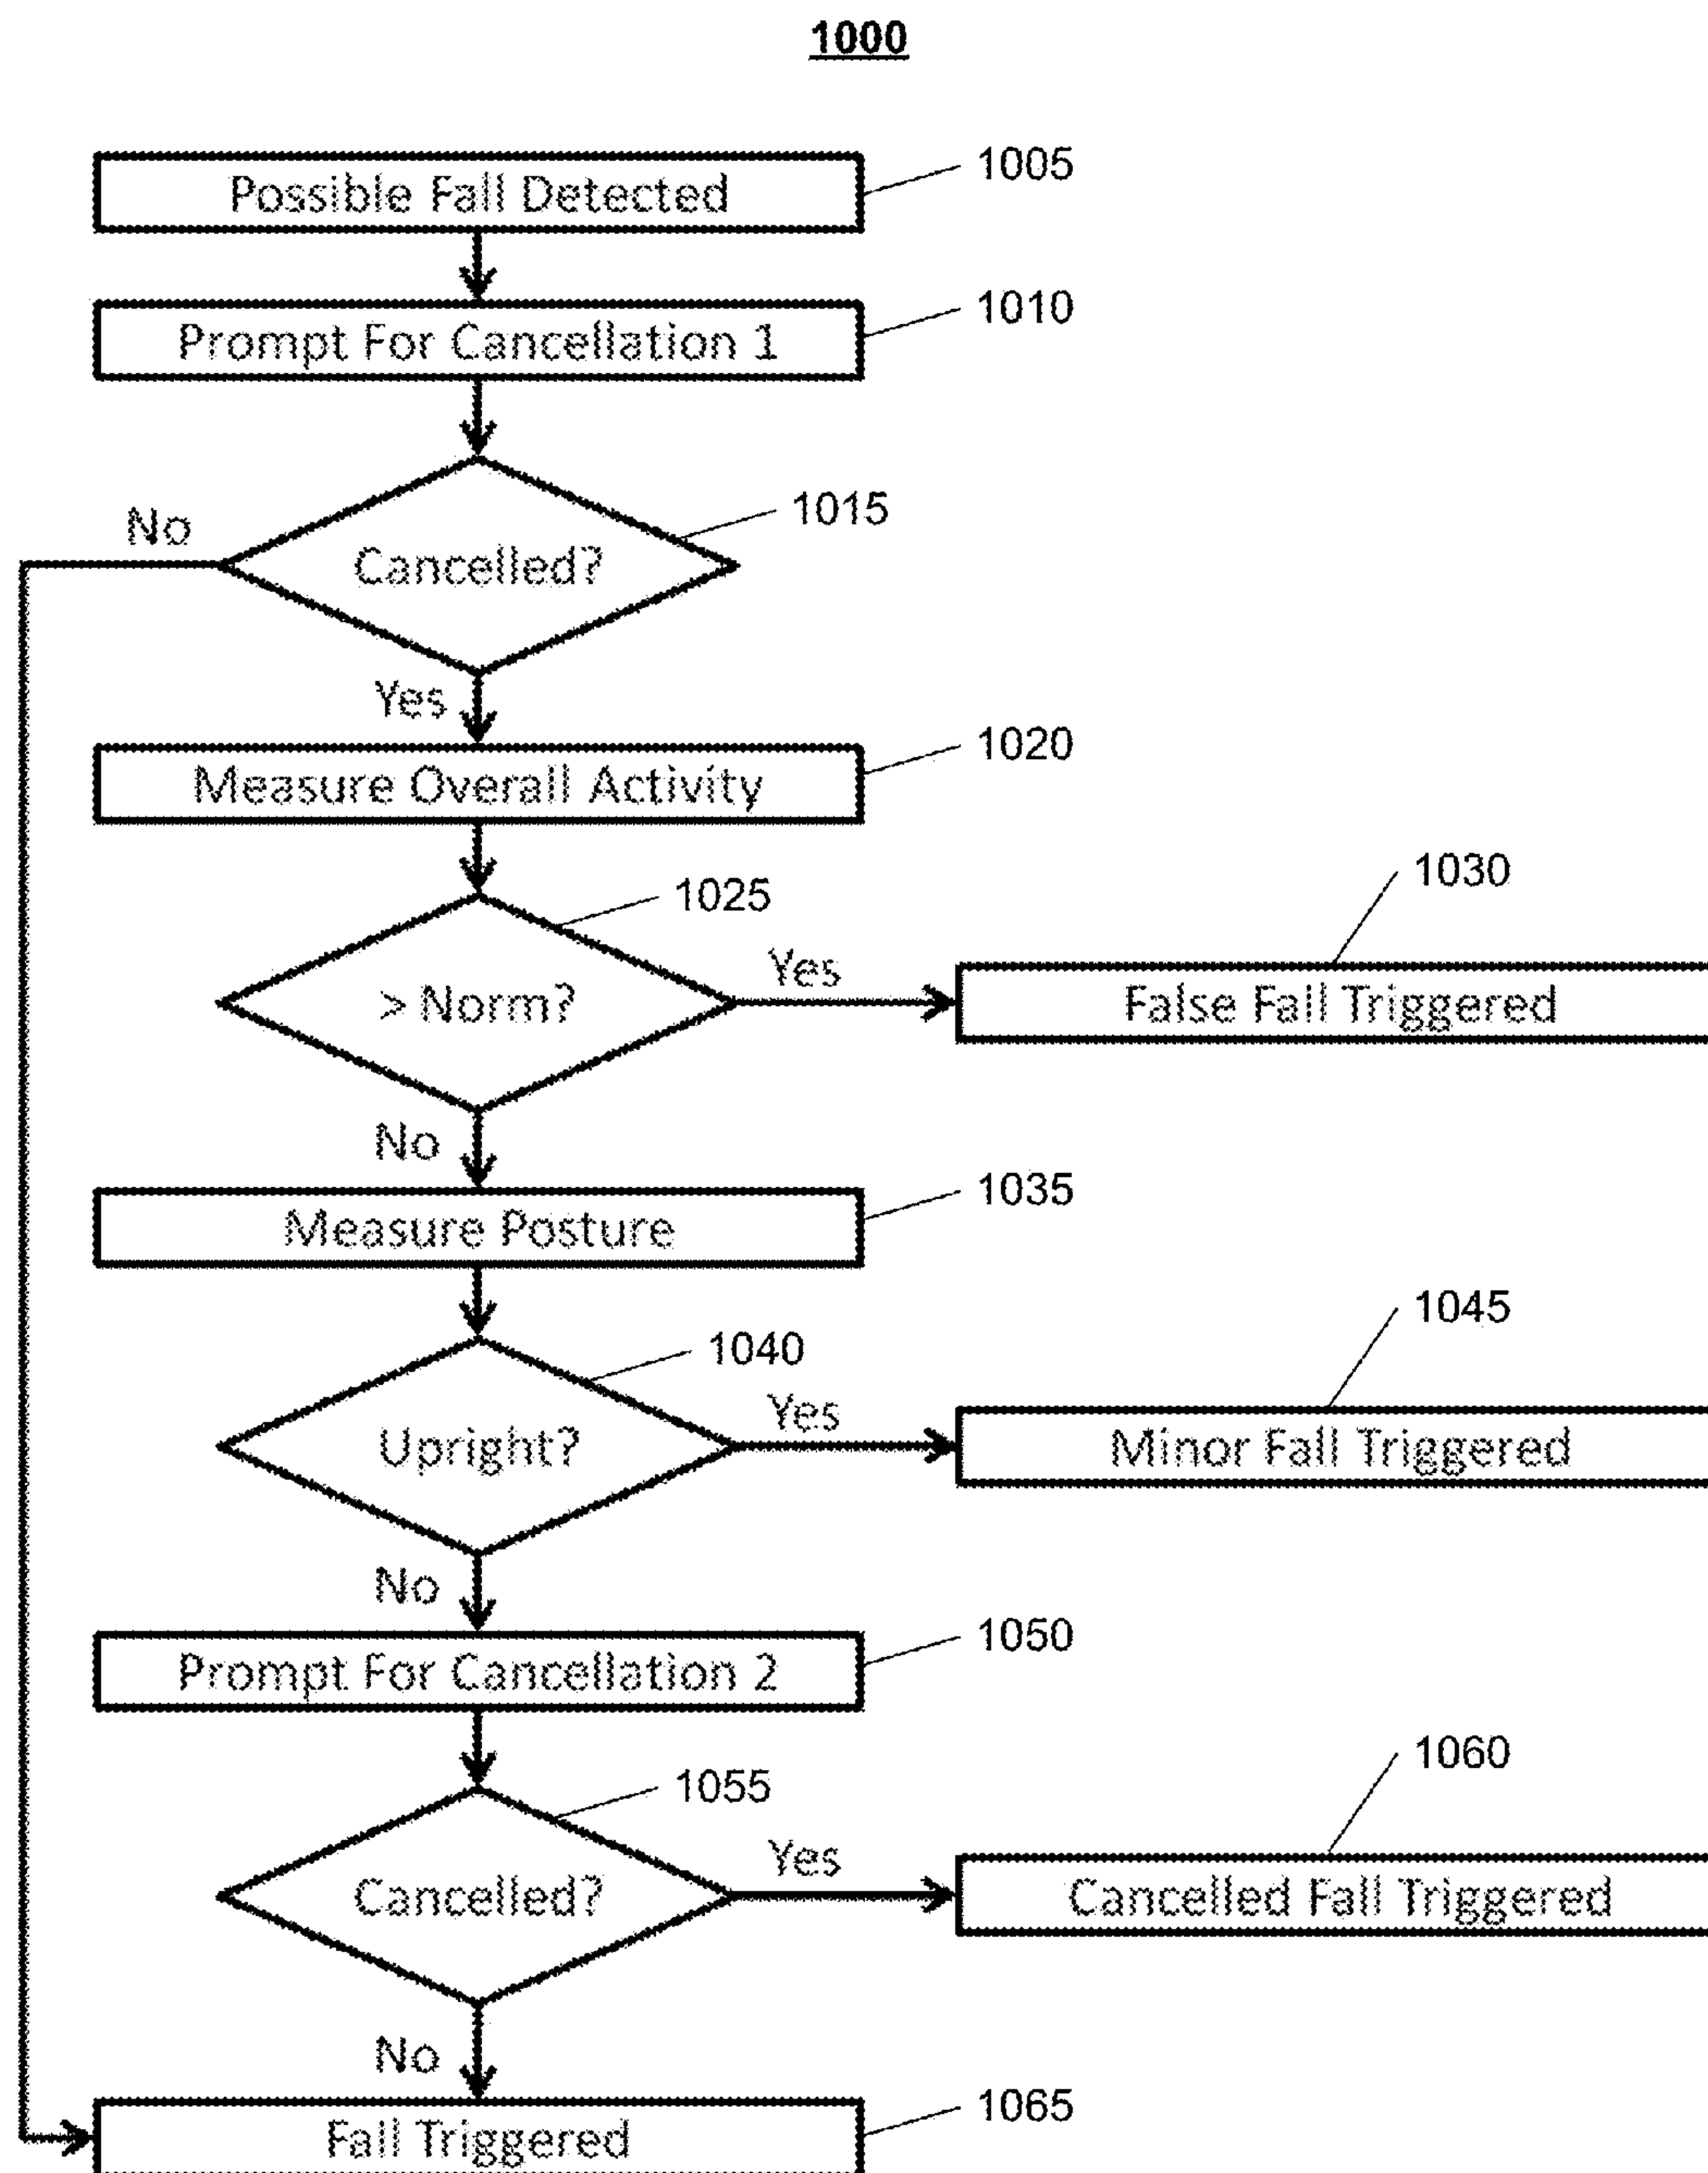 1000
Possible Fall Detected
1005
Prompt For Cancellation 1
1010
Cancelled?
1015
No
Yes
Measure Overall Activity
1020
> Norm?
1025
Yes
False Fall Triggered
1030
No
Measure Posture
1035
Upright?
1040
Yes
Minor Fall Triggered
1045
No
Prompt For Cancellation 2
1050
Cancelled?
1055
Yes
Cancelled Fall Triggered
1060
No
Fall Triggered
1065